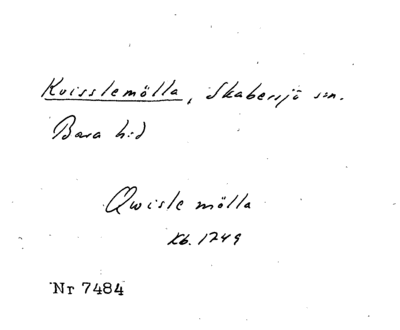 Kvisslemölla, Skabersjö sn.
Bara h:d
Qwisle mölla
Kb. 1749
Nr 7484